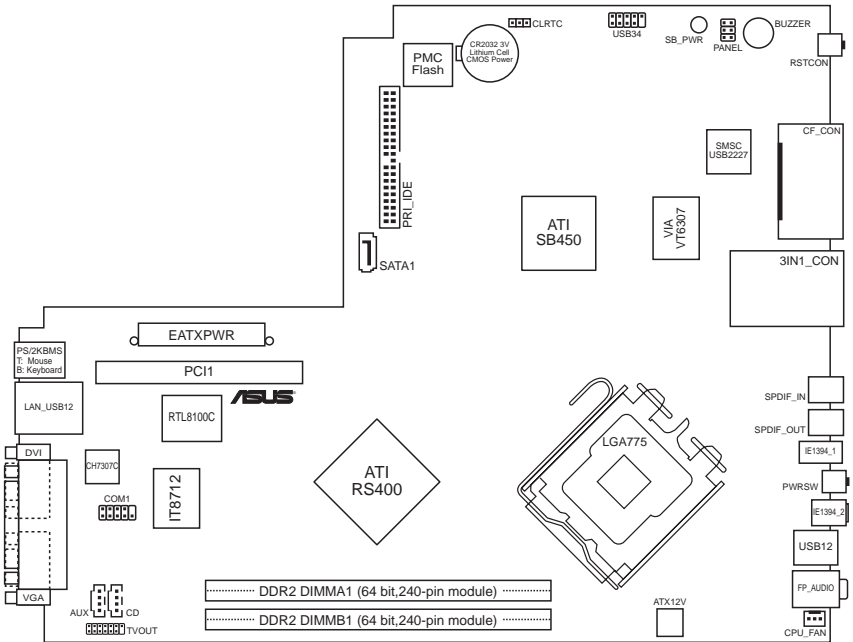 CLRTC
USB34
SB_PWR
PANEL
BUZZER
RSTCON
PMC
Flash
CR2032 3V
Lithium Cell
CMOS Power
PRI_IDE
SATA1
SMSC
USB2227
CF_CON
ATI
SB450
VIA
VT6307
3IN1_CON
EATXPWR
PS/2KBMS
T: Mouse
B: Keyboard
PCI1
ASUS
LAN_USB12
RTL8100C
SPDIF_IN
SPDIF_OUT
LGA775
DVI
CH7307C
IT8712
COM1
ATI
RS400
IE1394_1
PWRSW
IE1394_2
USB12
FP_AUDIO
VGA
AUX
CD
TVOUT
DDR2 DIMMA1 (64 bit,240-pin module)
DDR2 DIMMB1 (64 bit,240-pin module)
ATX12V
CPU_FAN